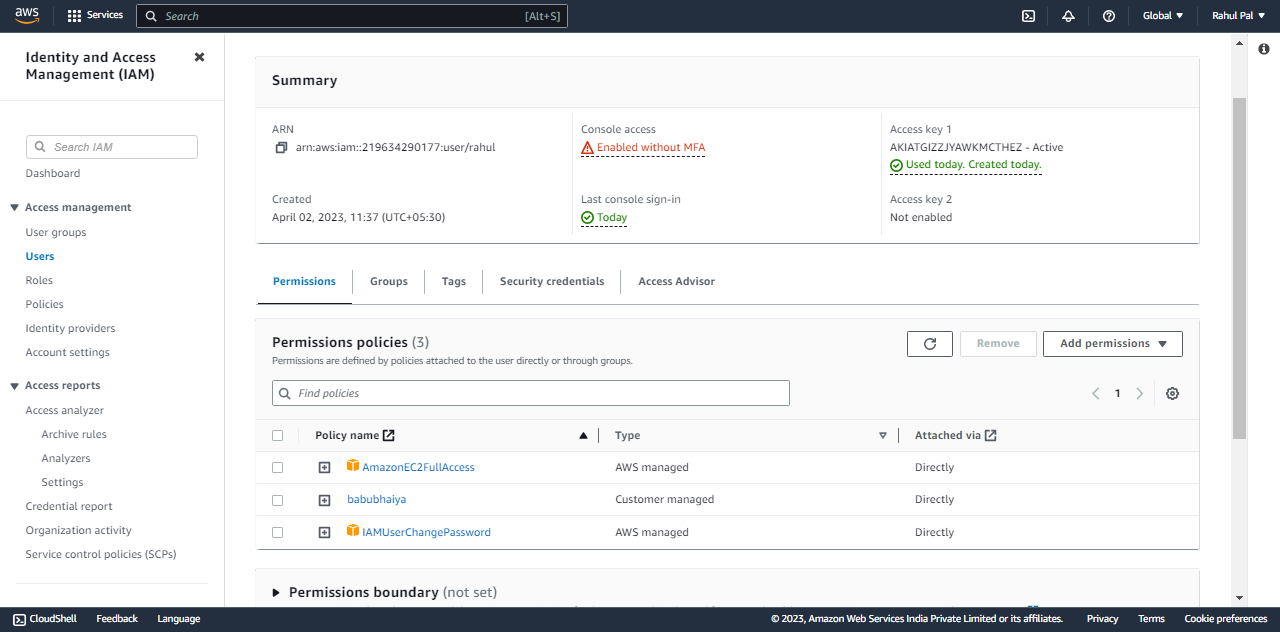 aws
Services
Search
[Alt+S]
Global
Rahul Pal
Identity and Access
Management (IAM)
Search IAM
Dashboard
Access management
User groups
Users
Roles
Policies
Identity providers
Account settings
Access reports
Access analyzer
Archive rules
Analyzers
Settings
Credential report
Organization activity
Service control policies (SCPs)
Summary
ARN
arn:aws:iam::219634290177:user/rahul
Console access
Enabled without MFA
Access key 1
AKIATGIZZJYAWKMCTHEZ - Active
Used today. Created today.
Created
April 02, 2023, 11:37 (UTC+05:30)
Last console sign-in
Today
Access key 2
Not enabled
Permissions
Groups
Tags
Security credentials
Access Advisor
Permissions policies (3)
Permissions are defined by policies attached to the user directly or through groups.
Remove
Add permissions
Find policies
1
Policy name
Type
Attached via
AmazonEC2FullAccess
AWS managed
Directly
babubhaiya
Customer managed
Directly
IAMUserChangePassword
AWS managed
Directly
Permissions boundary (not set)
CloudShell
Feedback
Language
© 2023, Amazon Web Services India Private Limited or its affiliates.
Privacy
Terms
Cookie preferences